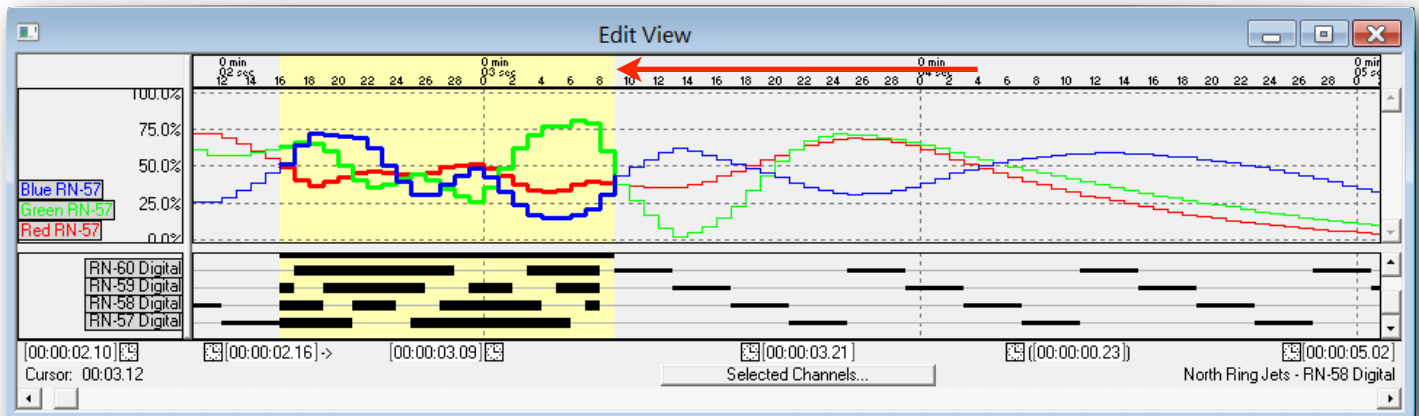 Edit View
0 min 0 min 0 min 0 min
02 sec 03 sec 04 sec 05 s
12 14 16 18 20 22 24 26 28 0 2 4 6 8 10 12 14 16 18 20 22 24 26 28 0 2 4 6 8 10 12 14 16 18 20 22 24 26 28 0
100.0%
75.0%
50.0%
25.0%
0.0%
Blue RN-57
Green RN-57
Red RN-57
RN-60 Digital
RN-59 Digital
RN-58 Digital
RN-57 Digital
[00:00:02.10] [00:00:02.16] -> [00:00:03.09] [00:00:03.21] ([00:00:00.23]) [00:00:05.02]
Cursor: 00:03.12 Selected Channels... North Ring Jets - RN-58 Digital